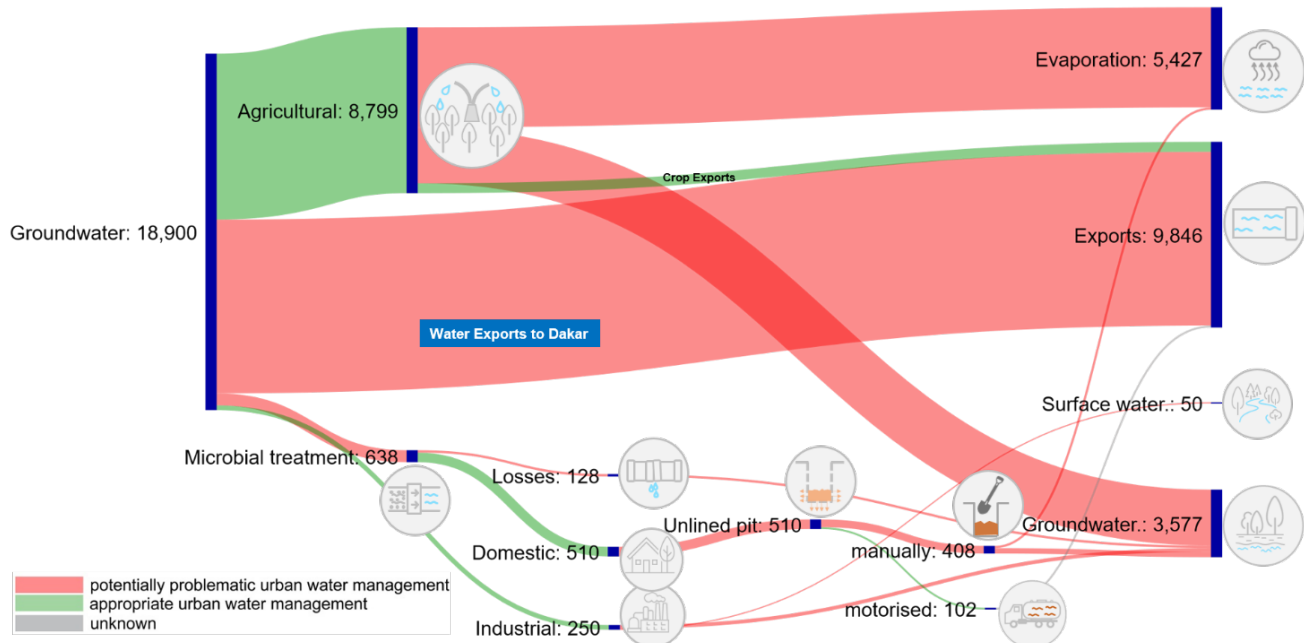 Evaporation: 5,427
Agricultural: 8,799
Crop Exports
Groundwater: 18,900
Exports: 9,846
Water Exports to Dakar
Surface water.: 50
Microbial treatment: 638
Losses: 128
Unlined pit: 510
Groundwater.: 3,577
Domestic: 510
manually: 408
potentially problematic urban water management
appropriate urban water management
unknown
motorised: 102
Industrial: 250